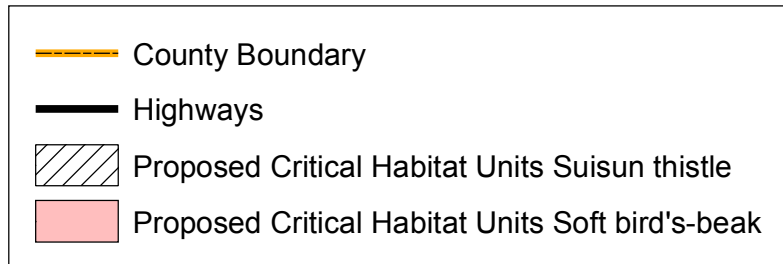 County Boundary
Highways
Proposed Critical Habitat Units Suisun thistle
Proposed Critical Habitat Units Soft bird's-beak